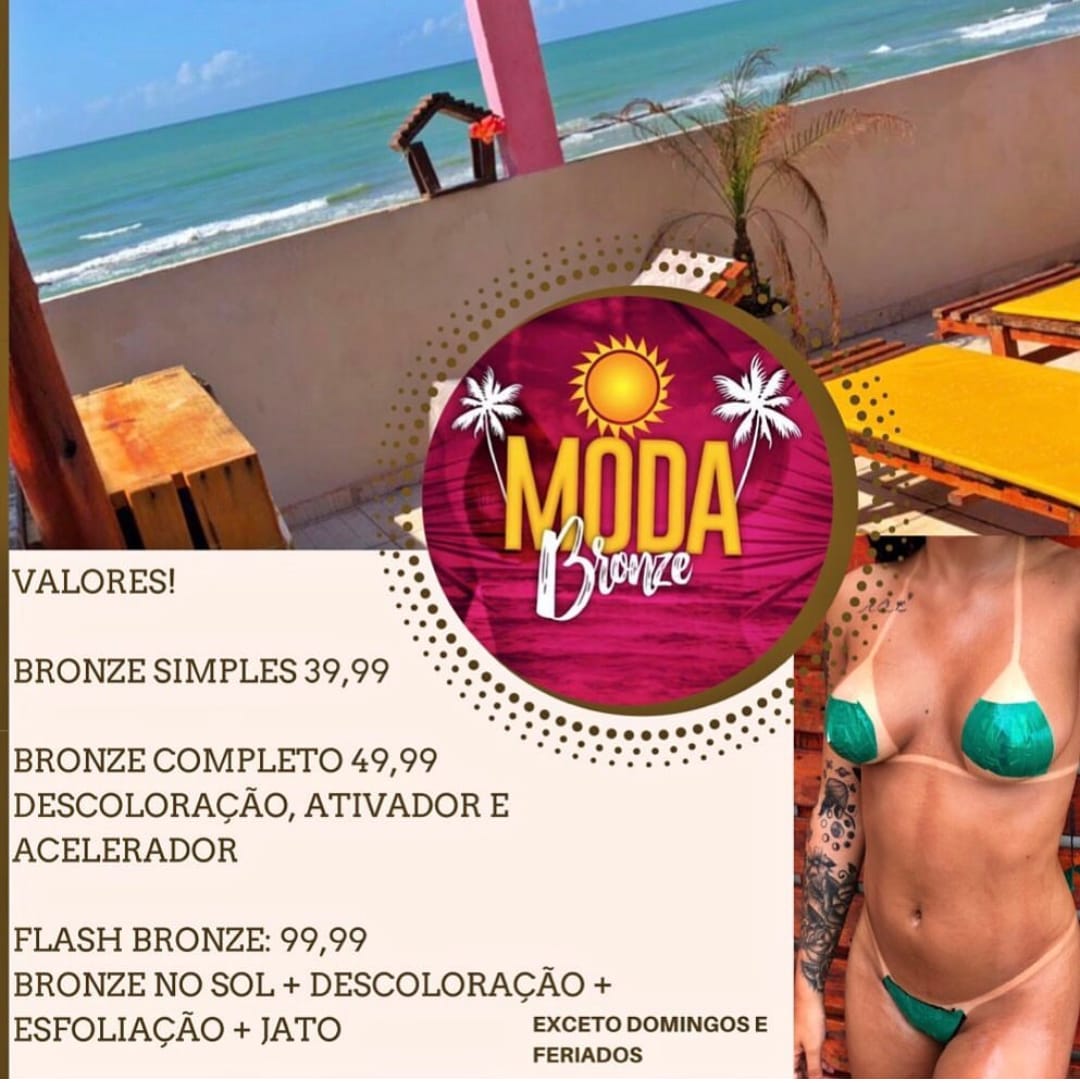 MODA
Bronze
VALORES!
BRONZE SIMPLES 39,99
BRONZE COMPLETO 49,99
DESCOLORAÇÃO, ATIVADOR E
ACELERADOR
FLASH BRONZE: 99,99
BRONZE NO SOL + DESCOLORAÇÃO +
ESFOLIAÇÃO + JATO
EXCETO DOMINGOS E
FERIADOS